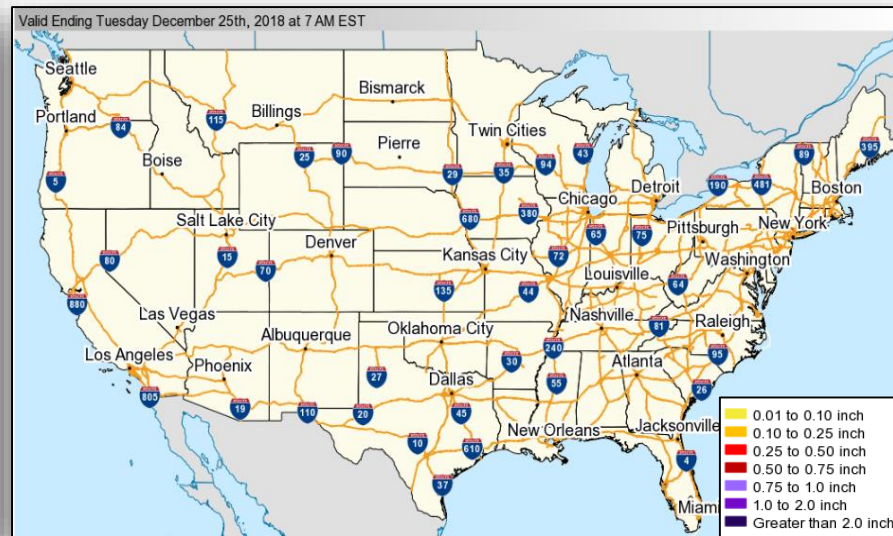 Valid Ending Tuesday December 25th, 2018 at 7 AM EST
Seattle
Portland
84
115
Billings
Bismarck
Twin Cities
43
89
395
Boise
25
90
Pierre
29
35
94
190
481
Boston
5
Salt Lake City
680
380
Chicago
Detroit
New York
80
15
Denver
70
Kansas City
72
65
75
Pittsburgh
Washington
880
Las Vegas
135
44
Louisville
64
Los Angeles
Albuquerque
Oklahoma City
Nashville
81
Raleigh
805
Phoenix
27
30
240
Atlanta
95
19
110
20
Dallas
45
55
26
10
610
New Orleans
Jacksonville
37
4
Miami
0.01 to 0.10 inch
0.10 to 0.25 inch
0.25 to 0.50 inch
0.50 to 0.75 inch
0.75 to 1.0 inch
1.0 to 2.0 inch
Greater than 2.0 inch